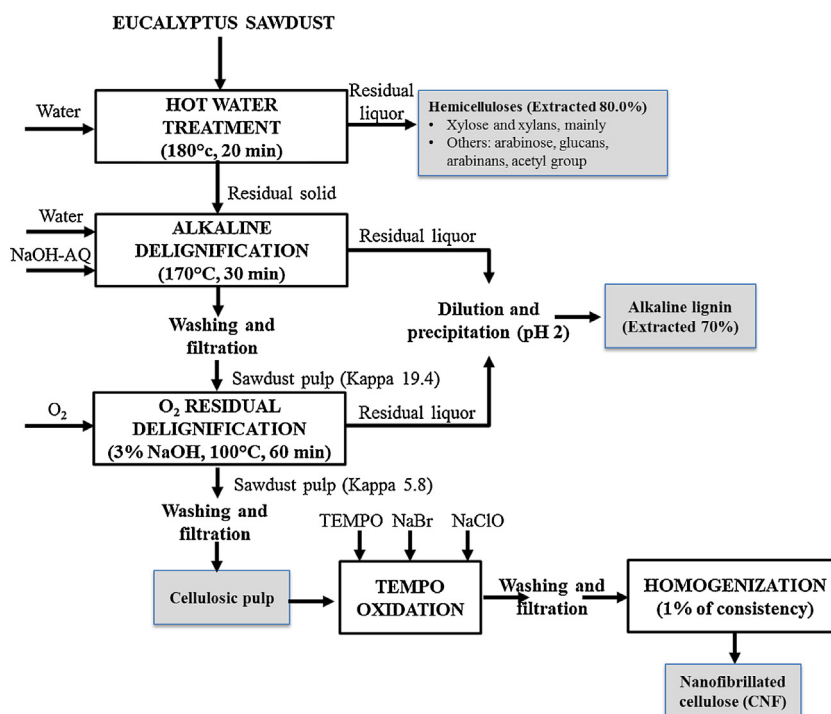 EUCALYPTUS SAWDUST
Water
HOT WATER
TREATMENT
(180°c, 20 min)
Residual
liquor
Hemicelluloses (Extracted 80.0%)
• Xylose and xylans, mainly
• Others: arabinose, glucans,
arabinans, acetyl group
Residual solid
Water
NaOH-AQ
ALKALINE
DELIGNIFICATION
(170°C, 30 min)
Residual liquor
Washing and
filtration
Dilution and
precipitation (pH 2)
Alkaline lignin
(Extracted 70%)
Sawdust pulp (Kappa 19.4)
O₂
O₂ RESIDUAL
DELIGNIFICATION
(3% NaOH, 100°C, 60 min)
Residual liquor
Sawdust pulp (Kappa 5.8)
Washing and
filtration
TEMPO NaBr NaClO
Cellulosic pulp
TEMPO
OXIDATION
Washing and
filtration
HOMOGENIZATION
(1% of consistency)
Nanofibrillated
cellulose (CNF)